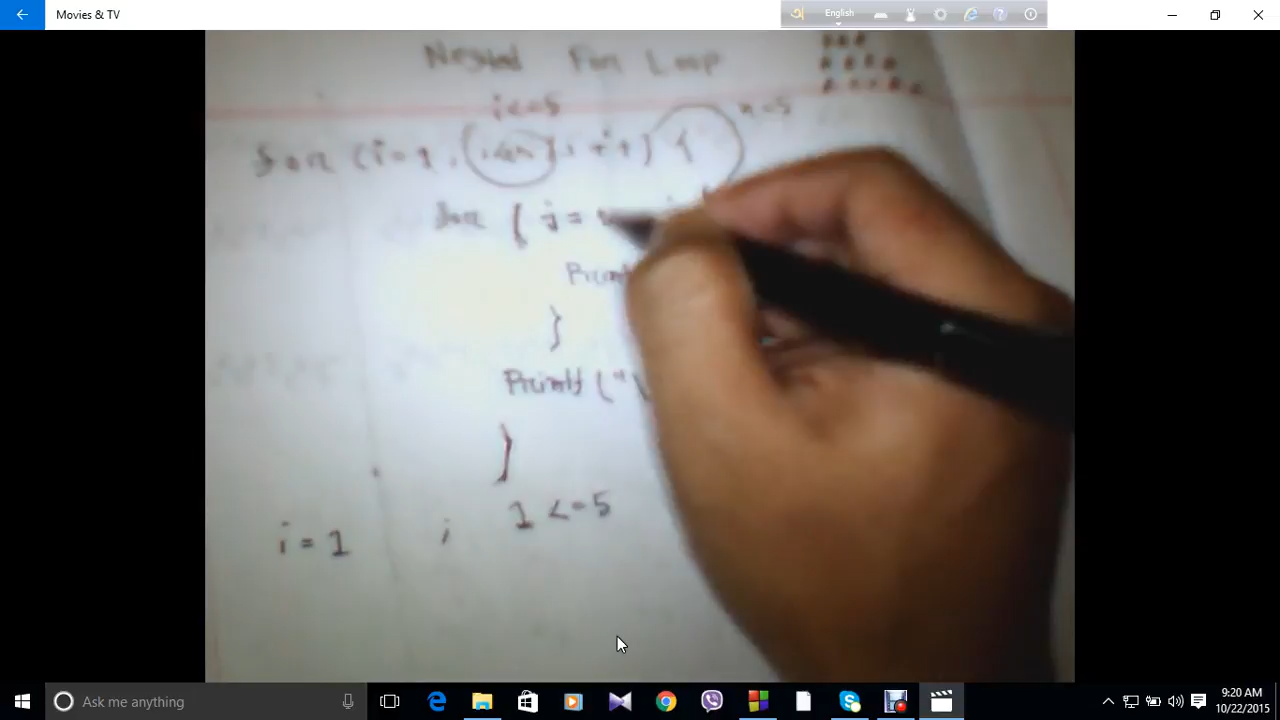 Movies & TV
English
Nested For Loop
i<=5
n=5
for (i=1, i<=n; i++) {
for ( j =
Printf
}
Printf ("\
}
1 <=5
i = 1 ;
Ask me anything
9:20 AM
10/22/2015